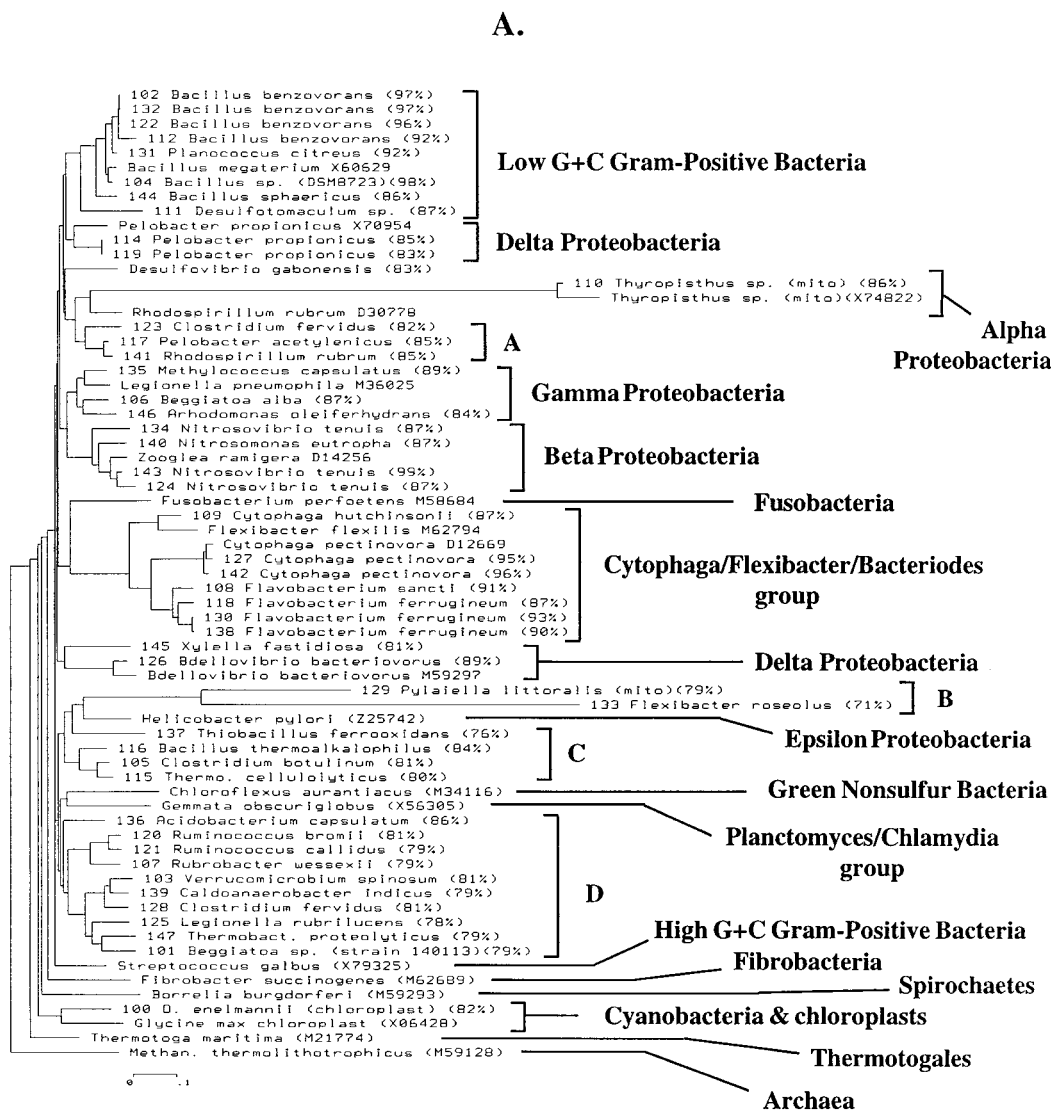 A.
102 Bacillus benzovorans (97%)
132 Bacillus benzovorans (97%)
122 Bacillus benzovorans (96%)
112 Bacillus benzovorans (92%)
131 Planococcus citreus (92%)
Bacillus megaterium X60629
104 Bacillus sp. (DSM8723)(98%)
144 Bacillus sphaericus (86%)
111 Desulfotomaculum sp. (87%)
Low G+C Gram-Positive Bacteria
Pelobacter propionicus X70954
114 Pelobacter propionicus (85%)
119 Pelobacter propionicus (83%)
Delta Proteobacteria
Desulfovibrio gabonensis (83%)
110 Thyropisthus sp. (mito) (86%)
Thyropisthus sp. (mito)(X74822)
Alpha
Proteobacteria
Rhodospirillum rubrum D30778
123 Clostridium fervidus (82%)
117 Pelobacter acetylenicus (85%)
141 Rhodospirillum rubrum (85%)
A
135 Methylococcus capsulatus (89%)
Legionella pneumophila M36025
106 Beggiatoa alba (87%)
146 Arhodomonas oleiferhydrans (84%)
Gamma Proteobacteria
134 Nitrosovibrio tenuis (87%)
140 Nitrosomonas eutropha (87%)
Zooglea ramigera D14256
143 Nitrosovibrio tenuis (99%)
124 Nitrosovibrio tenuis (87%)
Beta Proteobacteria
Fusobacterium perfoetens M58684
Fusobacteria
109 Cytophaga hutchinsonii (87%)
Flexibacter flexilis M62794
Cytophaga pectinovora D12669
127 Cytophaga pectinovora (95%)
142 Cytophaga pectinovora (96%)
108 Flavobacterium sancti (91%)
118 Flavobacterium ferrugineum (87%)
130 Flavobacterium ferrugineum (93%)
138 Flavobacterium ferrugineum (90%)
Cytophaga/Flexibacter/Bacteriodes
group
145 Xylella fastidiosa (81%)
126 Bdellovibrio bacteriovorus (89%)
Bdellovibrio bacteriovorus M59297
Delta Proteobacteria
129 Pylaiella littoralis (mito)(79%)
133 Flexibacter roseolus (71%)
B
Helicobacter pylori (Z25742)
Epsilon Proteobacteria
137 Thiobacillus ferrooxidans (76%)
116 Bacillus thermoalkalophilus (84%)
105 Clostridium botulinum (81%)
115 Thermo. cellulolyticus (80%)
C
Chloroflexus aurantiacus (M34116)
Green Nonsulfur Bacteria
Gemmata obscuriglobus (X56305)
Planctomyces/Chlamydia
group
136 Acidobacterium capsulatum (86%)
120 Ruminococcus bromii (81%)
121 Ruminococcus callidus (79%)
107 Rubrobacter wessexii (79%)
103 Verrucomicrobium spinosum (81%)
139 Caldoanaerobacter indicus (79%)
128 Clostridium fervidus (81%)
125 Legionella rubrilucens (78%)
147 Thermobact. proteolyticus (79%)
101 Beggiatoa sp. (strain 140113)(79%)
D
Streptococcus galbus (X79325)
High G+C Gram-Positive Bacteria
Fibrobacter succinogenes (M62689)
Fibrobacteria
Borrelia burgdorferi (M59293)
Spirochaetes
100 D. enelmannii (chloroplast) (82%)
Glycine max chloroplast (X06428)
Cyanobacteria & chloroplasts
Thermotoga maritima (M21774)
Thermotogales
Methan. thermolithotrophicus (M59128)
Archaea
0 .1